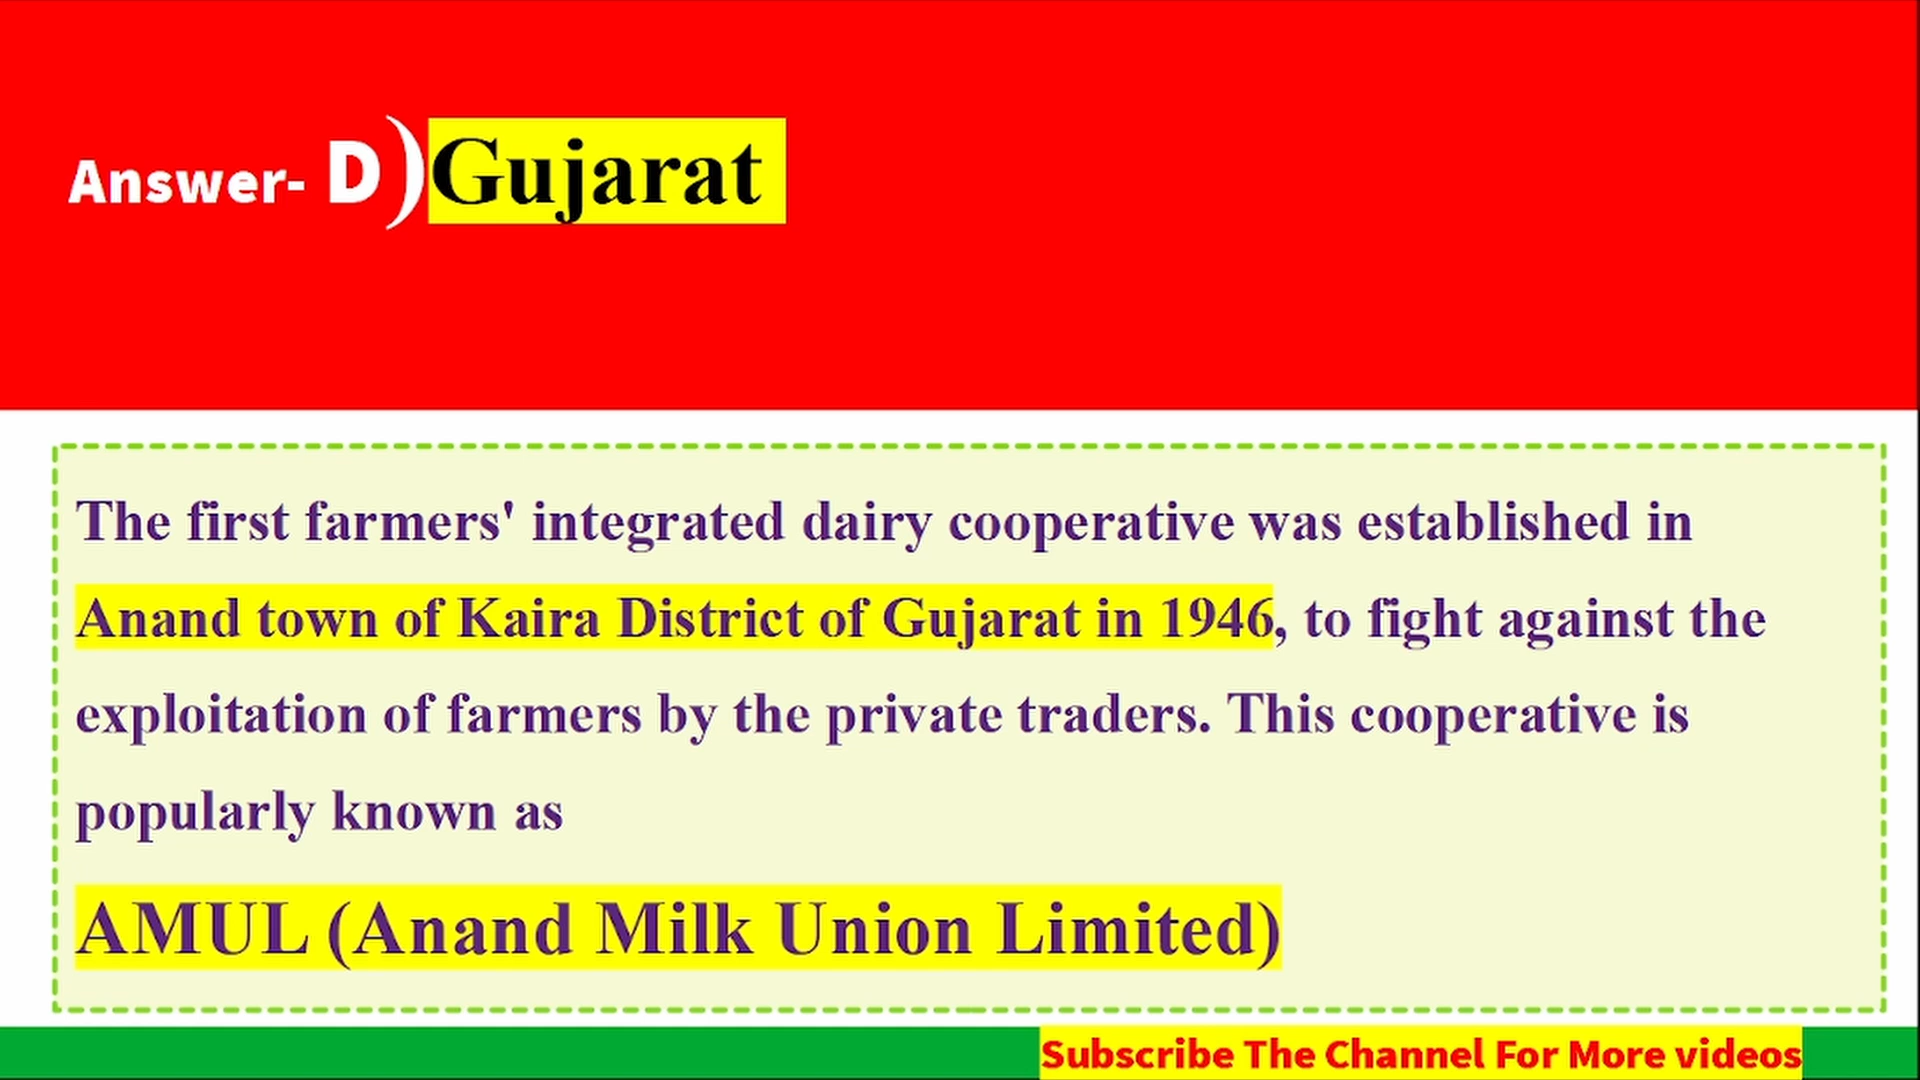 Answer- D)Gujarat
The first farmers' integrated dairy cooperative was established in
Anand town of Kaira District of Gujarat in 1946, to fight against the
exploitation of farmers by the private traders. This cooperative is
popularly known as
AMUL (Anand Milk Union Limited)
Subscribe The Channel For More videos